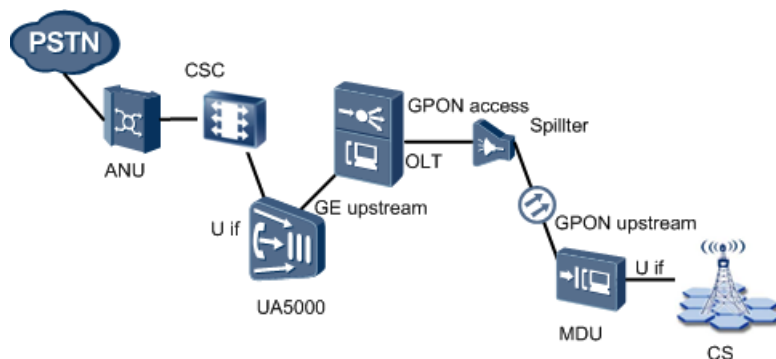 PSTN
CSC
ANU
GPON access
OLT
Spillter
U if
GE upstream
UA5000
GPON upstream
U if
MDU
CS